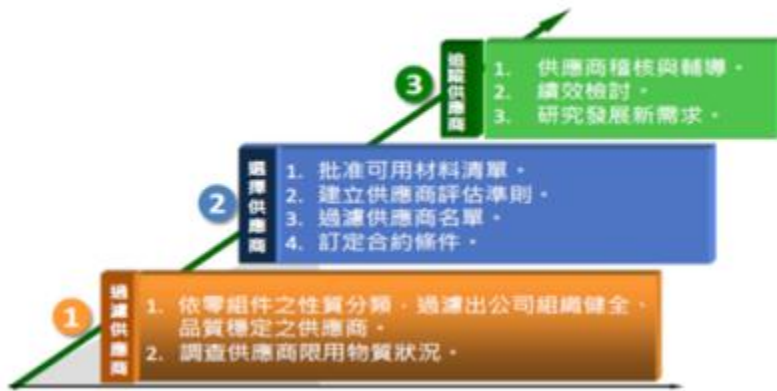 3
追蹤供應商
1. 供應商稽核與輔導。
2. 績效檢討。
3. 研究發展新需求。
2
選擇供應商
1. 批准可用材料清單。
2. 建立供應商評估準則。
3. 過濾供應商名單。
4. 訂定合約條件。
1
過濾供應商
1. 依零組件之性質分類，過濾出公司組織健全、
品質穩定之供應商。
2. 調查供應商限用物質狀況。